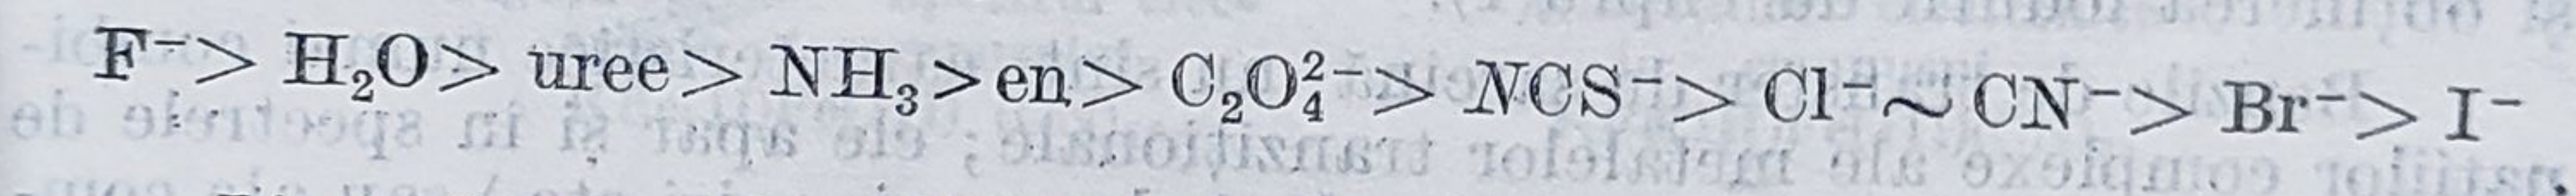 F⁻ > H₂O > uree > NH₃ > en > C₂O₄²⁻ > NCS⁻ > Cl⁻ ~ CN⁻ > Br⁻ > I⁻